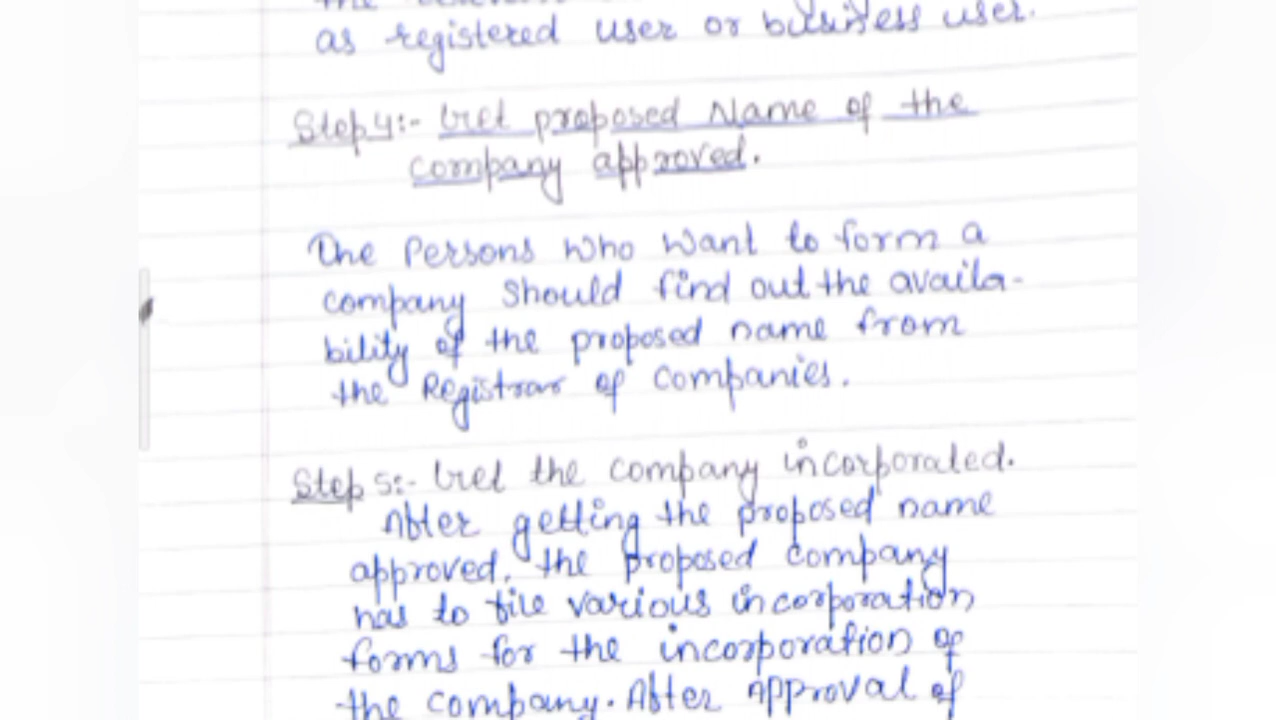 the
as registered user or business user.
Step 4:- Get proposed Name of the
company approved.
The Persons who want to form a
company should find out the availa-
bility of the proposed name from
the Registrar of companies.
Step 5:- Get the company incorporated.
After getting the proposed name
approved, the proposed company
has to file various incorporation
forms for the incorporation of
the company. After approval of